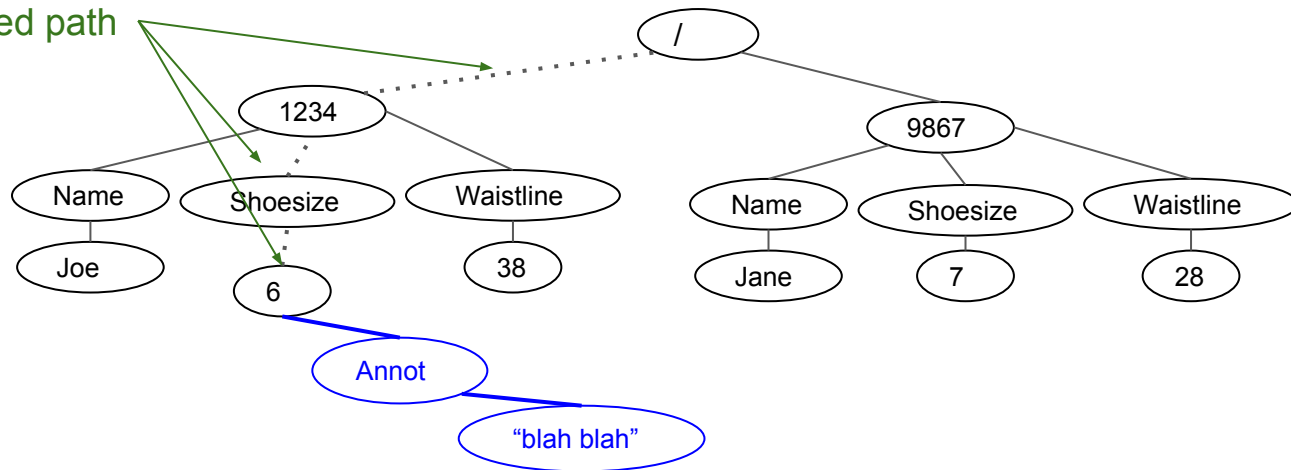 ed path
/
1234
9867
Name
Shoesize
Waistline
Name
Shoesize
Waistline
Joe
6
38
Jane
7
28
Annot
“blah blah”